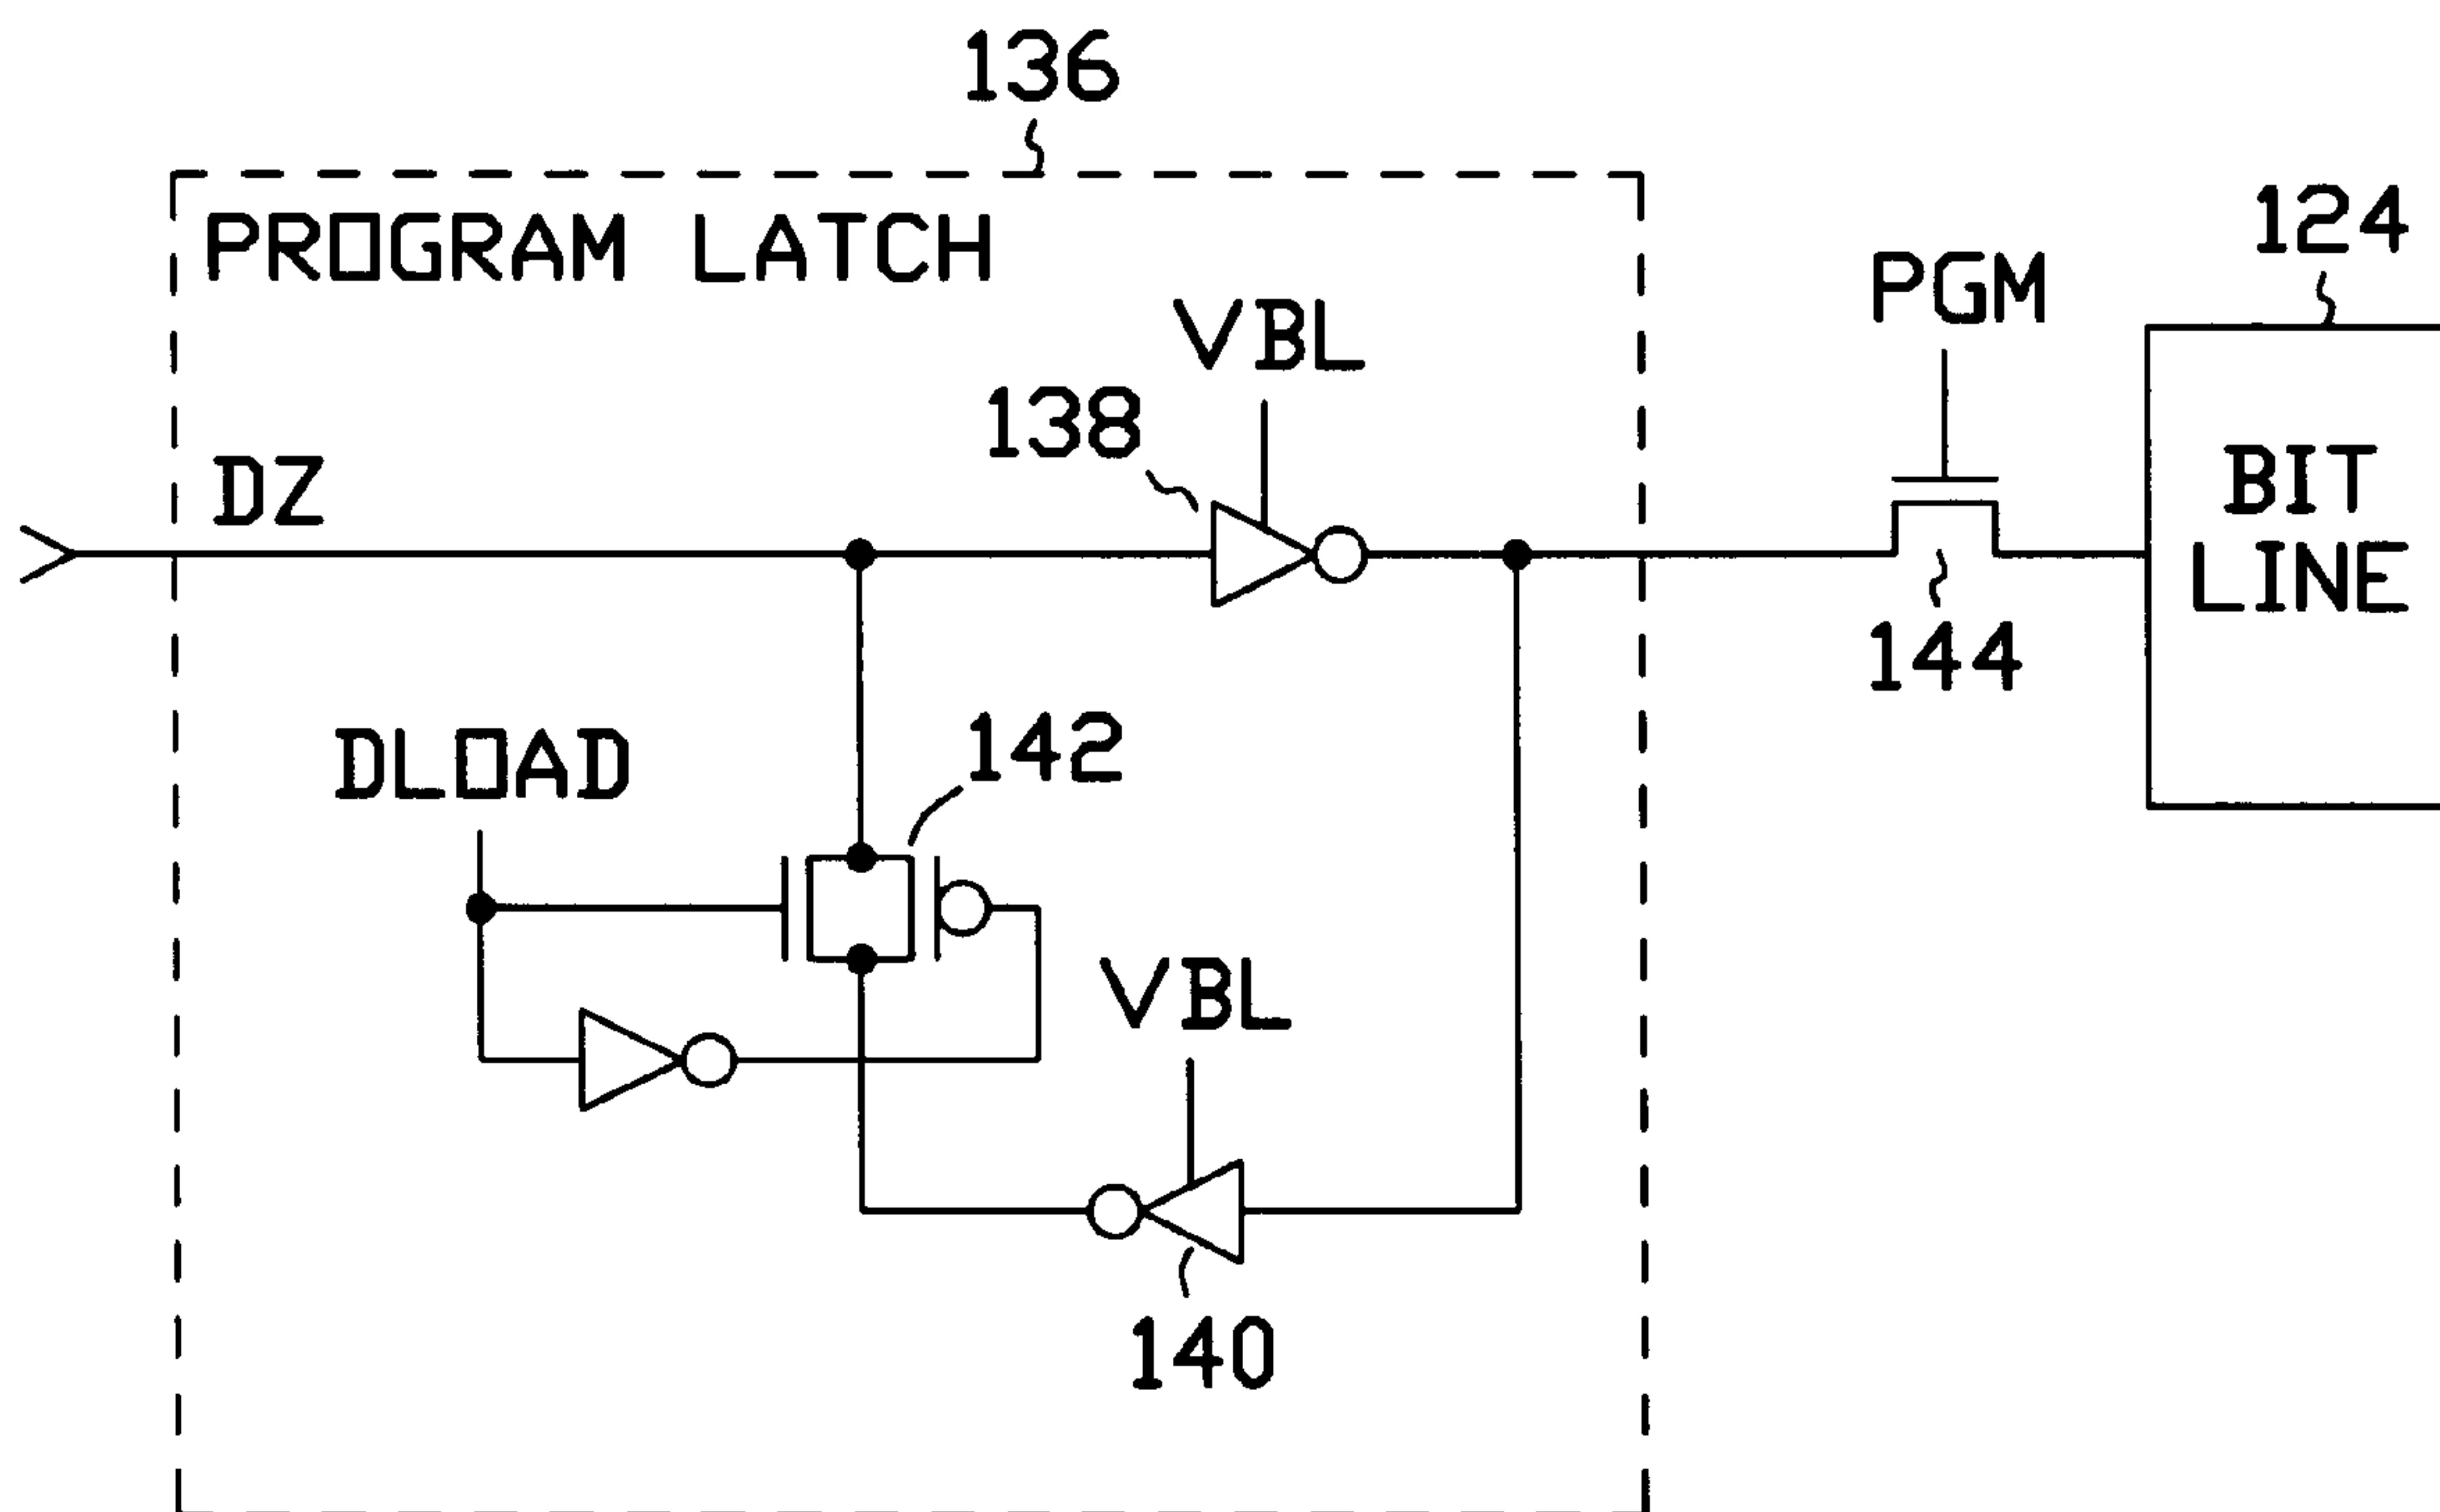 136
PROGRAM LATCH
124
PGM
VBL
138
DZ
BIT
LINE
144
142
DLOAD
VBL
140